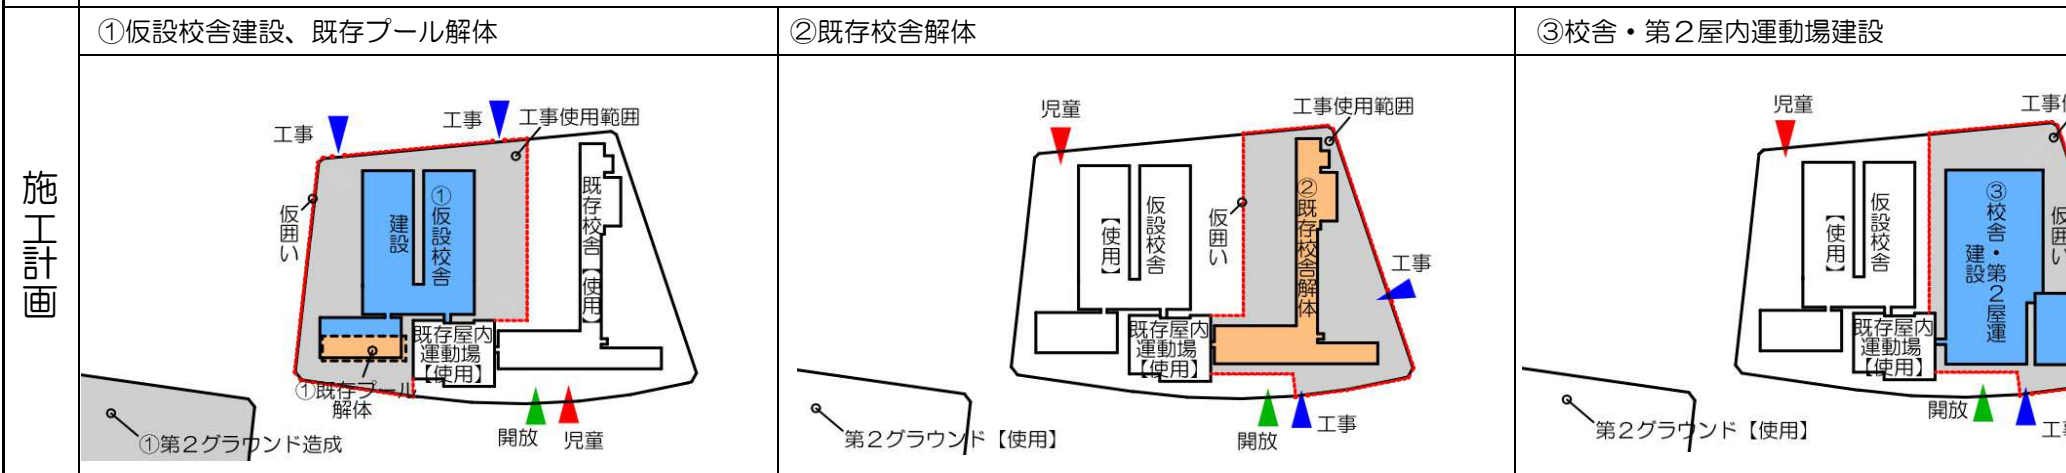 施工計画
①仮設校舎建設、既存プール解体
工事
工事
工事使用範囲
仮囲い
①仮設校舎
建設
既存校舎【使用】
既存屋内
運動場
【使用】
①既存プール
解体
①第２グラウンド造成
開放
児童
②既存校舎解体
児童
工事使用範囲
仮設校舎
【使用】
仮囲い
②既存校舎解体
工事
既存屋内
運動場
【使用】
第２グラウンド【使用】
開放
工事
③校舎・第２屋内運動場建設
児童
工事
仮設校舎
【使用】
③校舎・第２屋運
建設
仮囲い
既存屋内
運動場
【使用】
第２グラウンド【使用】
開放
工